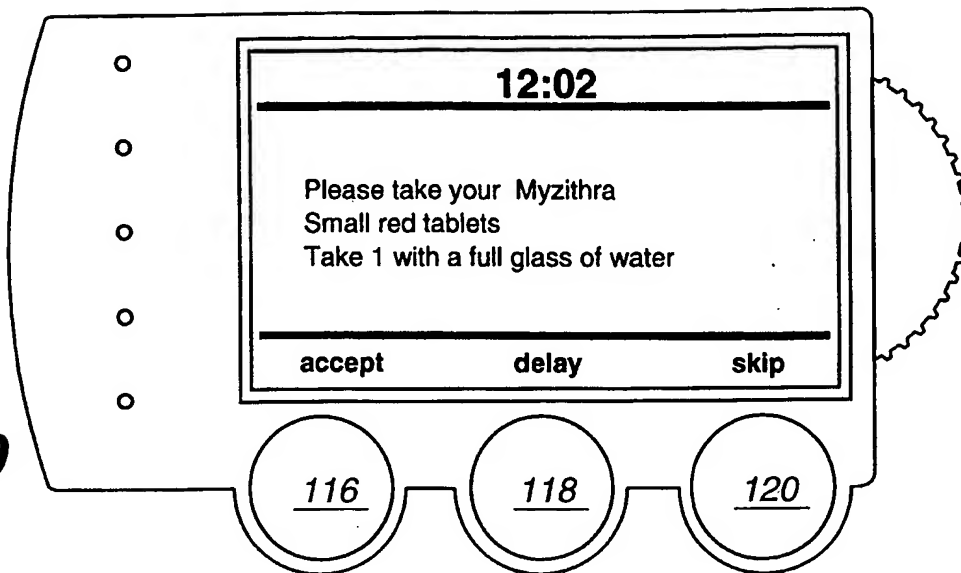 12:02
Please take your Myzithra
Small red tablets
Take 1 with a full glass of water
accept delay skip
116 118 120